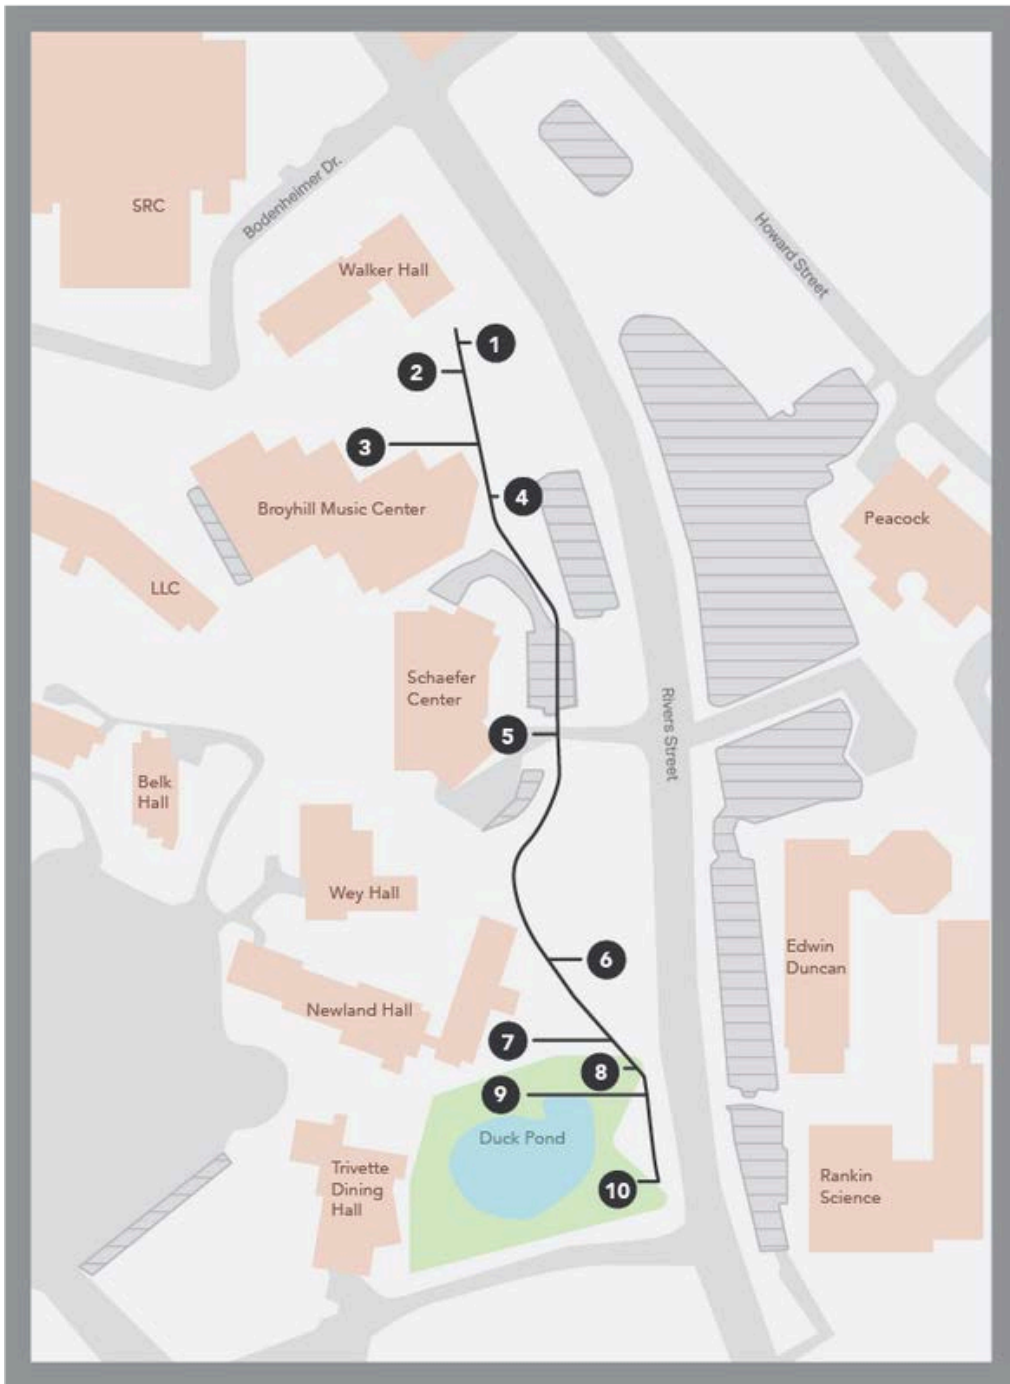 SRC
Bodenheimer Dr.
Walker Hall
Howard Street
1
2
3
4
Broyhill Music Center
Peacock
LLC
Schaefer
Center
Rivers Street
5
Belk
Hall
Wey Hall
Edwin
Duncan
6
Newland Hall
7
8
9
Duck Pond
Trivette
Dining
Hall
10
Rankin
Science